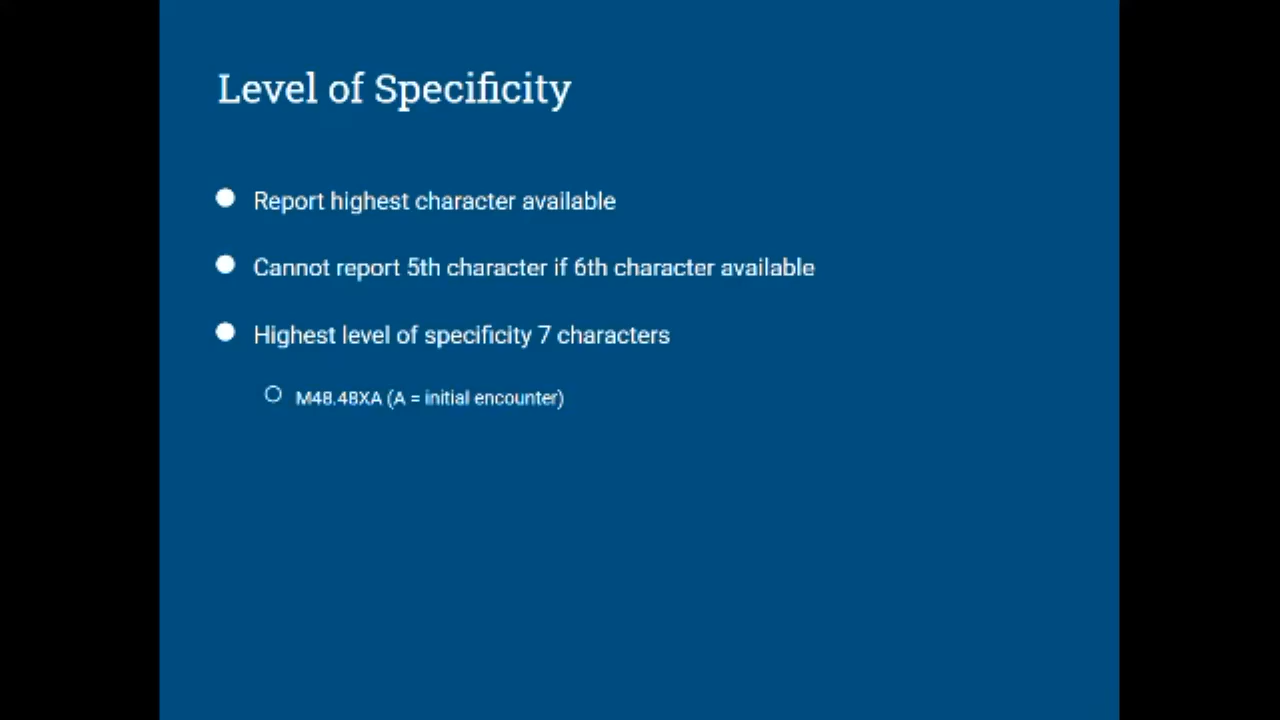 Level of Specificity
Report highest character available
Cannot report 5th character if 6th character available
Highest level of specificity 7 characters
M48.48XA (A = initial encounter)